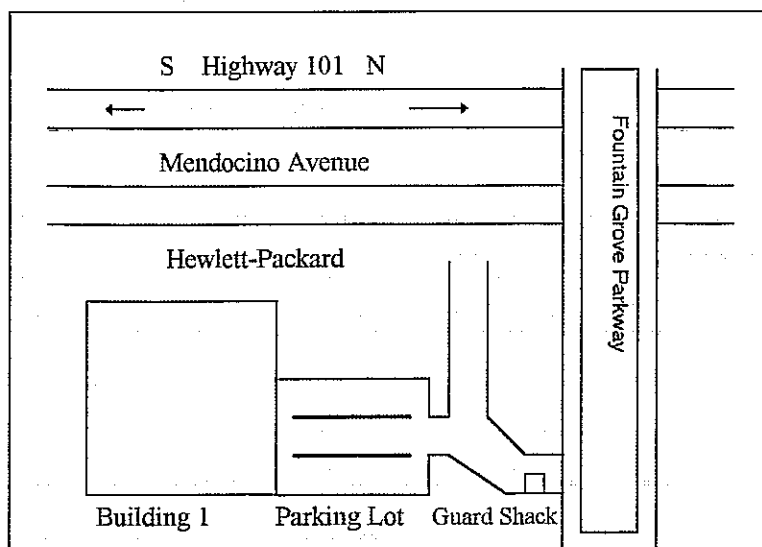 S Highway 101 N
Mendocino Avenue
Fountain Grove Parkway
Hewlett-Packard
Building 1 Parking Lot Guard Shack